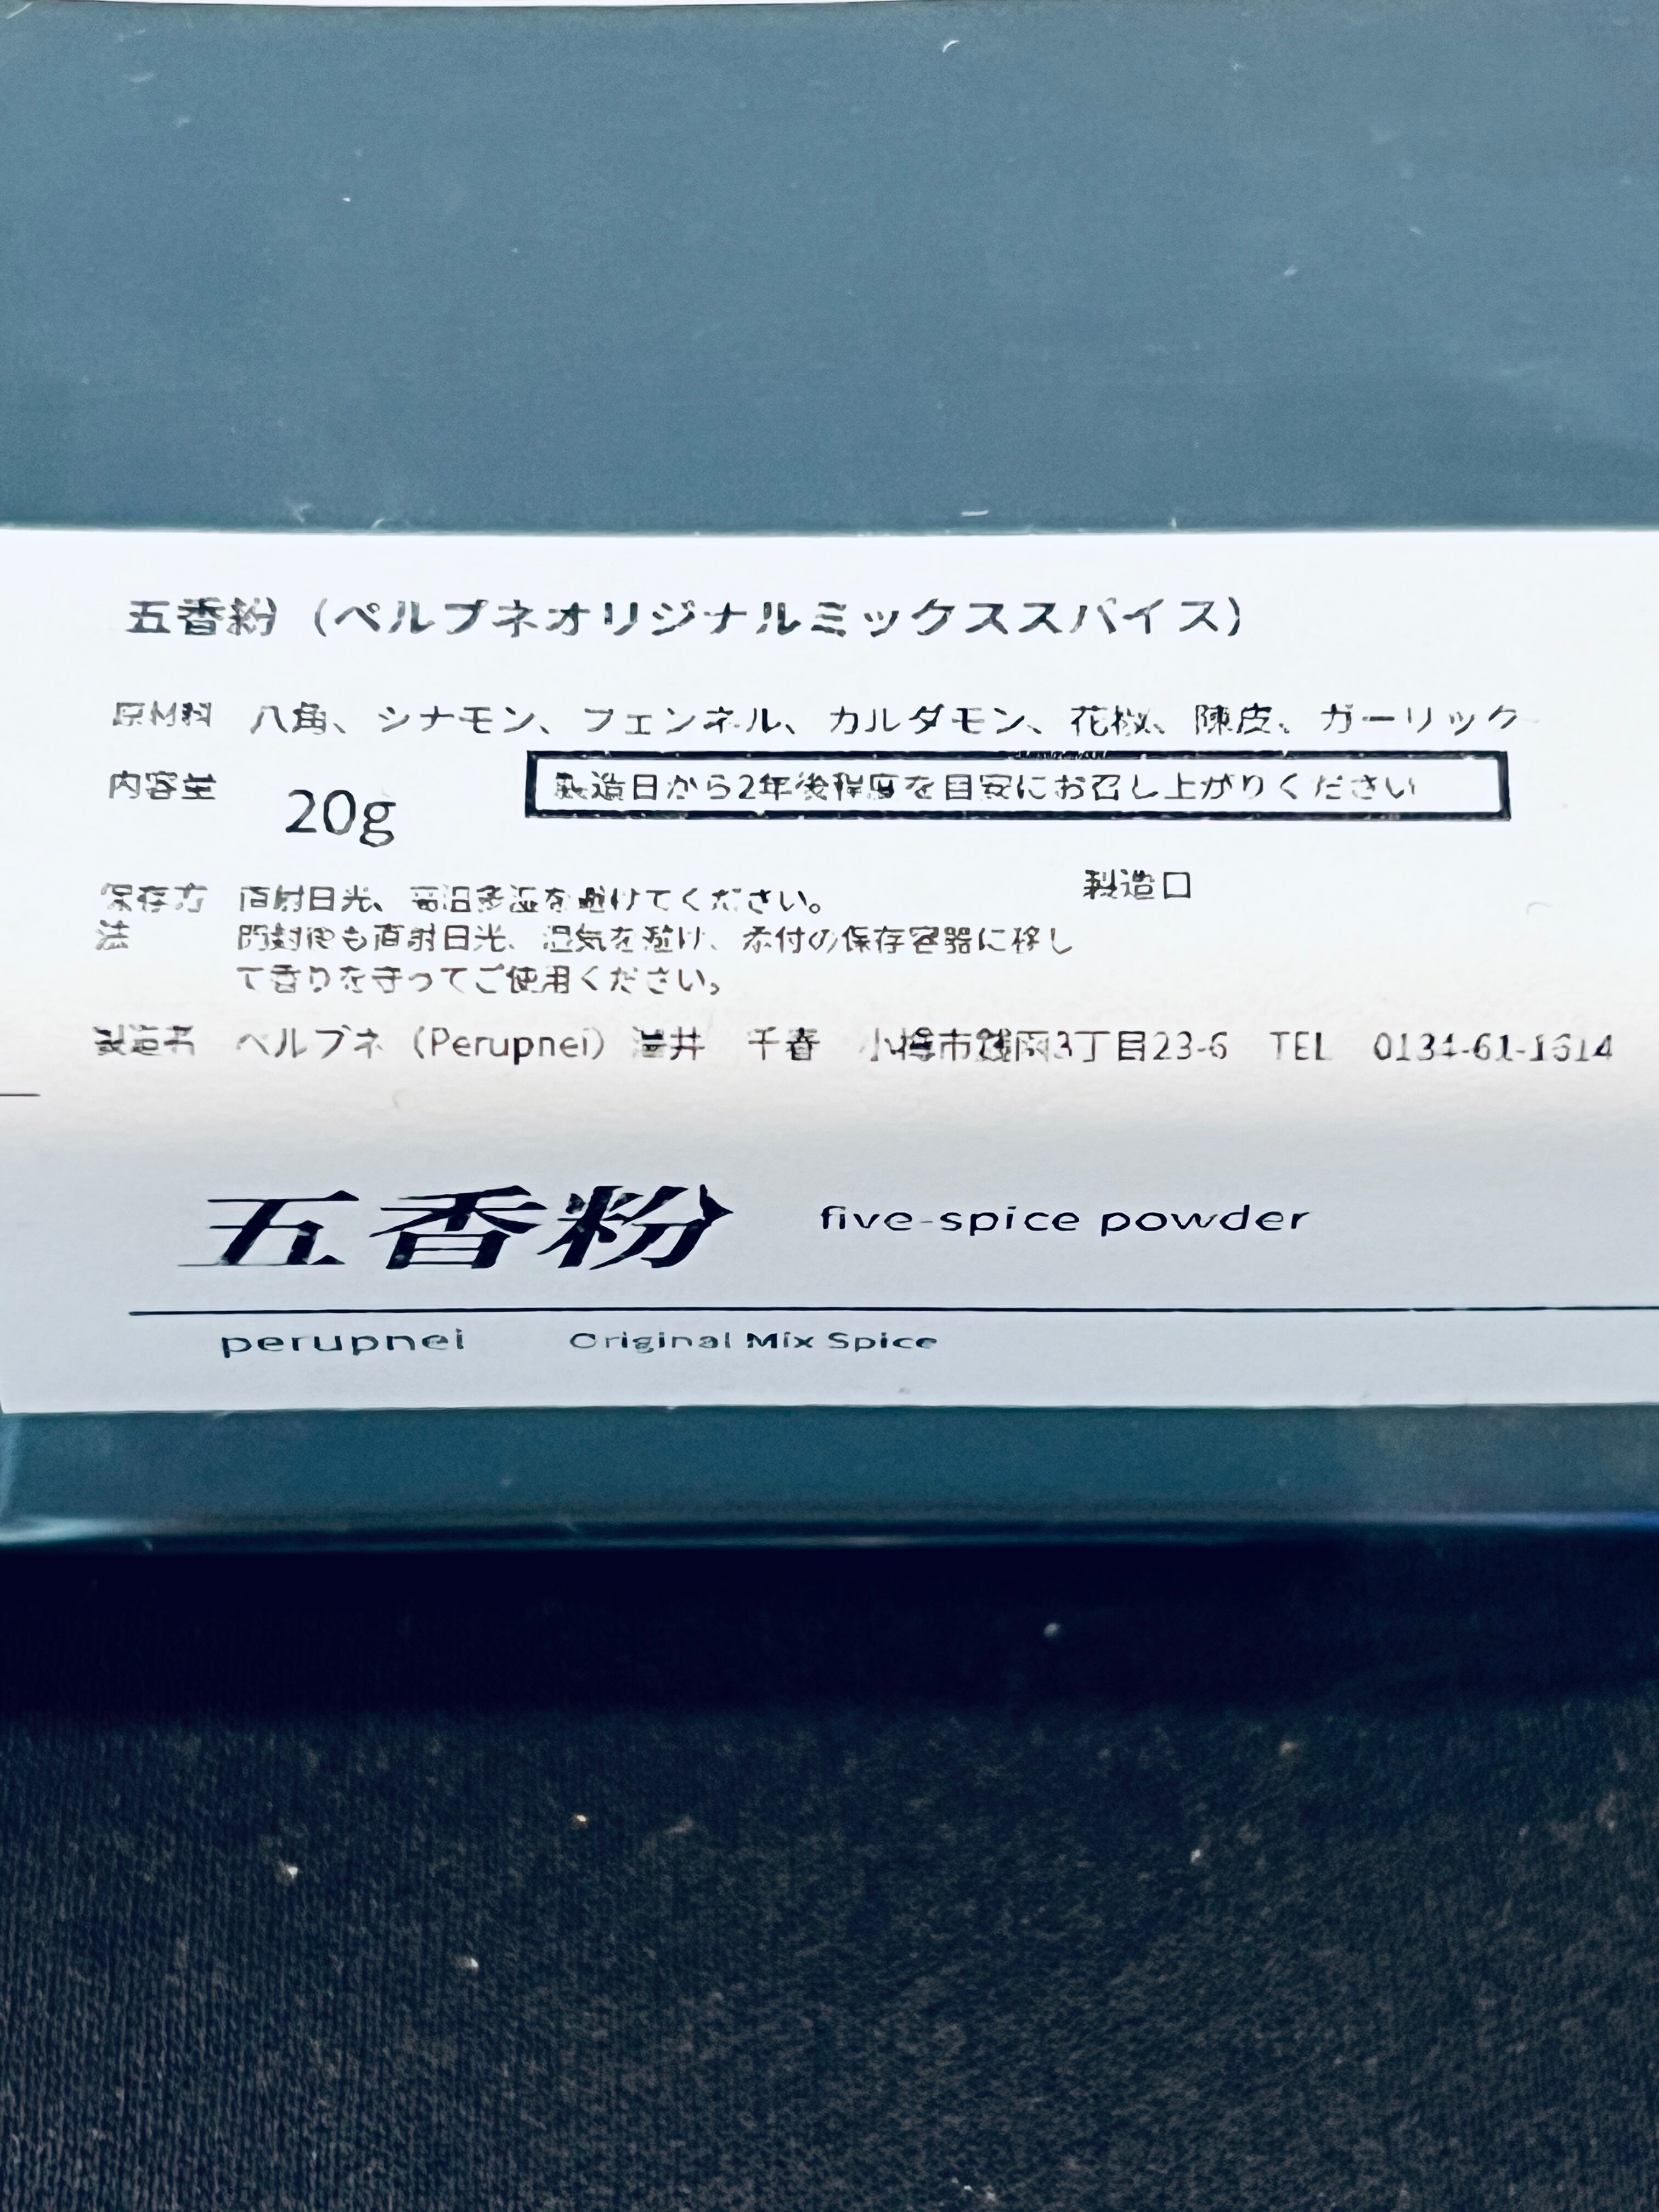 五香粉（ペルプネオリジナルミックススパイス）
原材料 八角、シナモン、フェンネル、カルダモン、花椒、陳皮、ガーリック
内容量 20g 製造日から2年後程度を目安にお召し上がりください
製造日
保存方法 直射日光、高温多湿を避けてください。
開封後も直射日光、湿気を避け、添付の保存容器に移し
て香りを守ってご使用ください。
製造者 ペルプネ（Perupnei） 井 千春 小樽市銭函3丁目23-6 TEL
五香粉 five-spice powder
perupnei Original Mix Spice